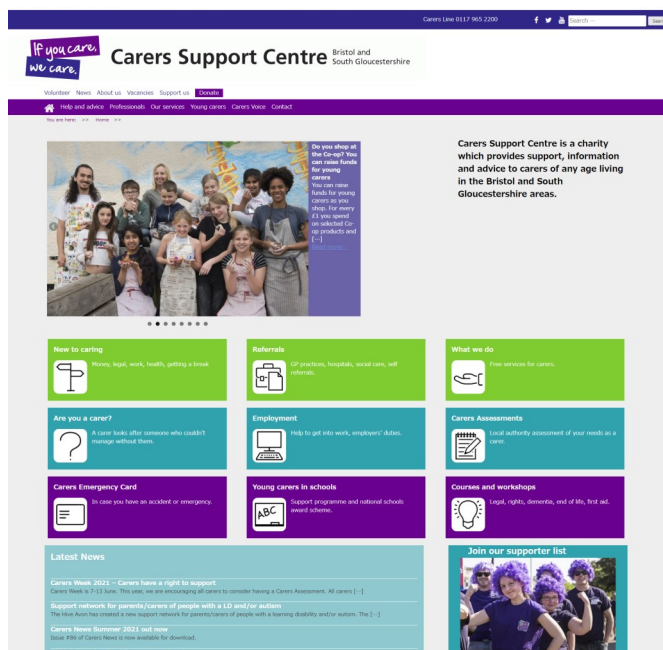 Carers Line 0117 965 2200
Search ...
If you care,
we care.
Carers Support Centre
Bristol and
South Gloucestershire
Volunteer News About us Vacancies Support us Donate
Help and advice Professionals Our services Young carers Carers Voice Contact
You are here: >> Home >>
Do you shop at
the Co-op? You
can raise funds
for young
carers
You can raise
funds for young
carers as you
shop. For every
£1 you spend
on selected Co-
op products and
[...]
Read more...
Carers Support Centre is a charity
which provides support, information
and advice to carers of any age living
in the Bristol and South
Gloucestershire areas.
New to caring
Money, legal, work, health, getting a break
Referrals
GP practices, hospitals, social care, self
referrals.
What we do
Free services for carers.
Are you a carer?
A carer looks after someone who couldn't
manage without them.
Employment
Help to get into work, employers' duties.
Carers Assessments
Local authority assessment of your needs as a
carer.
Carers Emergency Card
In case you have an accident or emergency.
Young carers in schools
ABC
Support programme and national schools
award scheme.
Courses and workshops
Legal, rights, dementia, end of life, first aid.
Latest News
Carers Week 2021 – Carers have a right to support
Carers Week is 7-13 June. This year, we are encouraging all carers to consider having a Carers Assessment. All carers [...]
Support network for parents/carers of people with a LD and/or autism
The Hive Avon has created a new support network for parents/carers of people with a learning disability and/or autism. The [...]
Carers News Summer 2021 out now
Issue #86 of Carers News is now available for download.
Join our supporter list